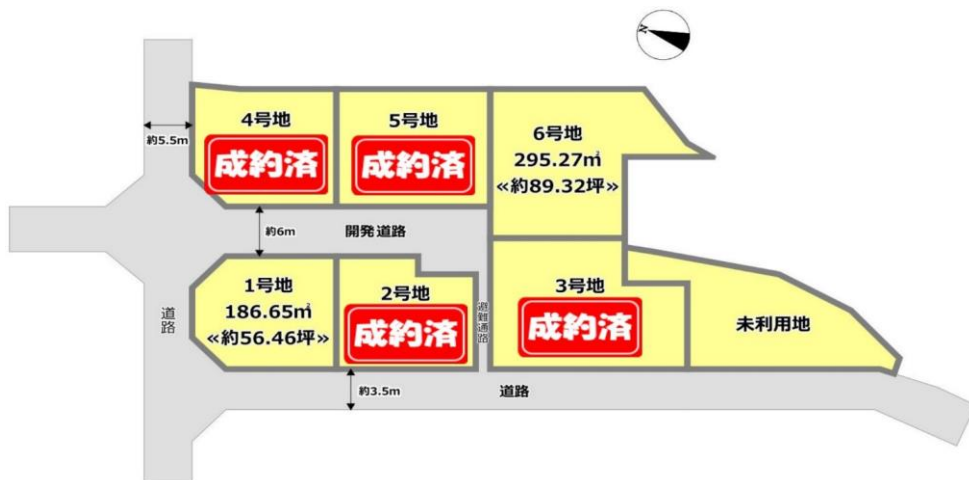 N
4号地
成約済
5号地
成約済
6号地
295.27㎡
≪約89.32坪≫
約5.5m
約6m
開発道路
1号地
186.65㎡
≪約56.46坪≫
2号地
成約済
避難通路
3号地
成約済
未利用地
道路
約3.5m
道路